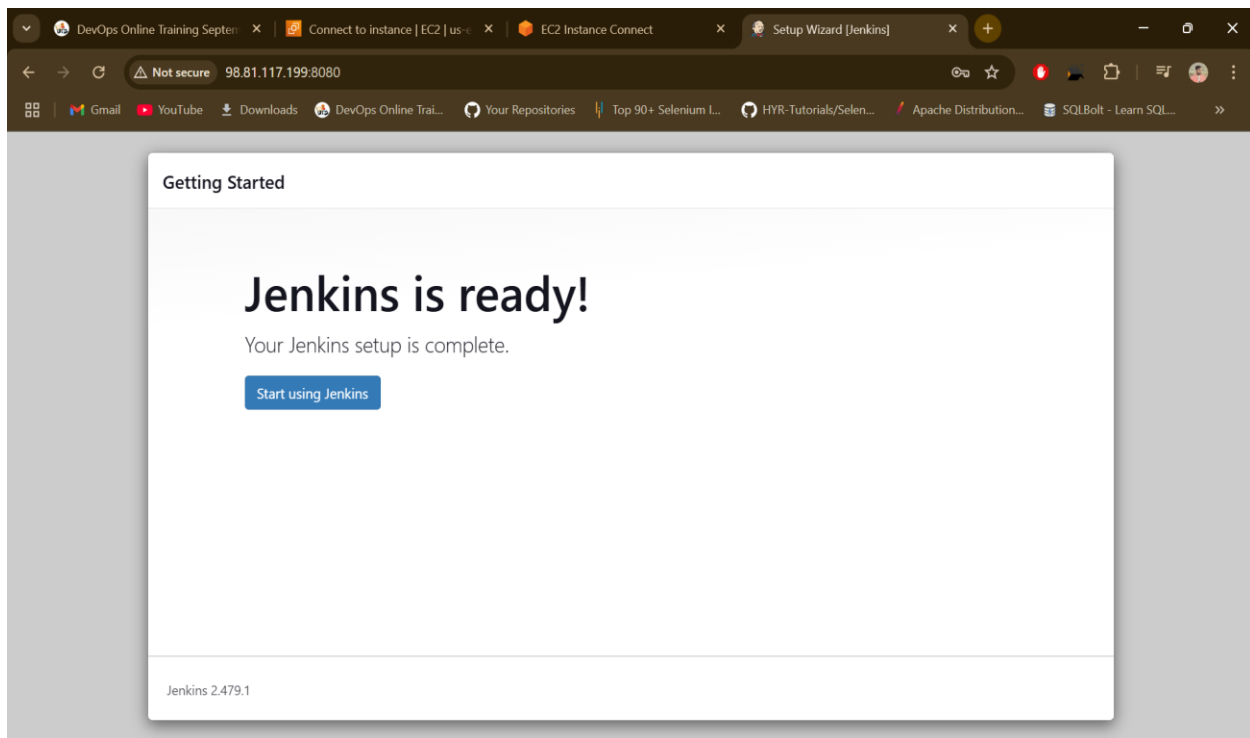 DevOps Online Training Septem
Connect to instance | EC2 | us-e
EC2 Instance Connect
Setup Wizard [Jenkins]
Not secure 98.81.117.199:8080
Gmail YouTube Downloads DevOps Online Trai... Your Repositories Top 90+ Selenium I... HYR-Tutorials/Selen... Apache Distribution... SQLBolt - Learn SQL... »
Getting Started
Jenkins is ready!
Your Jenkins setup is complete.
Start using Jenkins
Jenkins 2.479.1